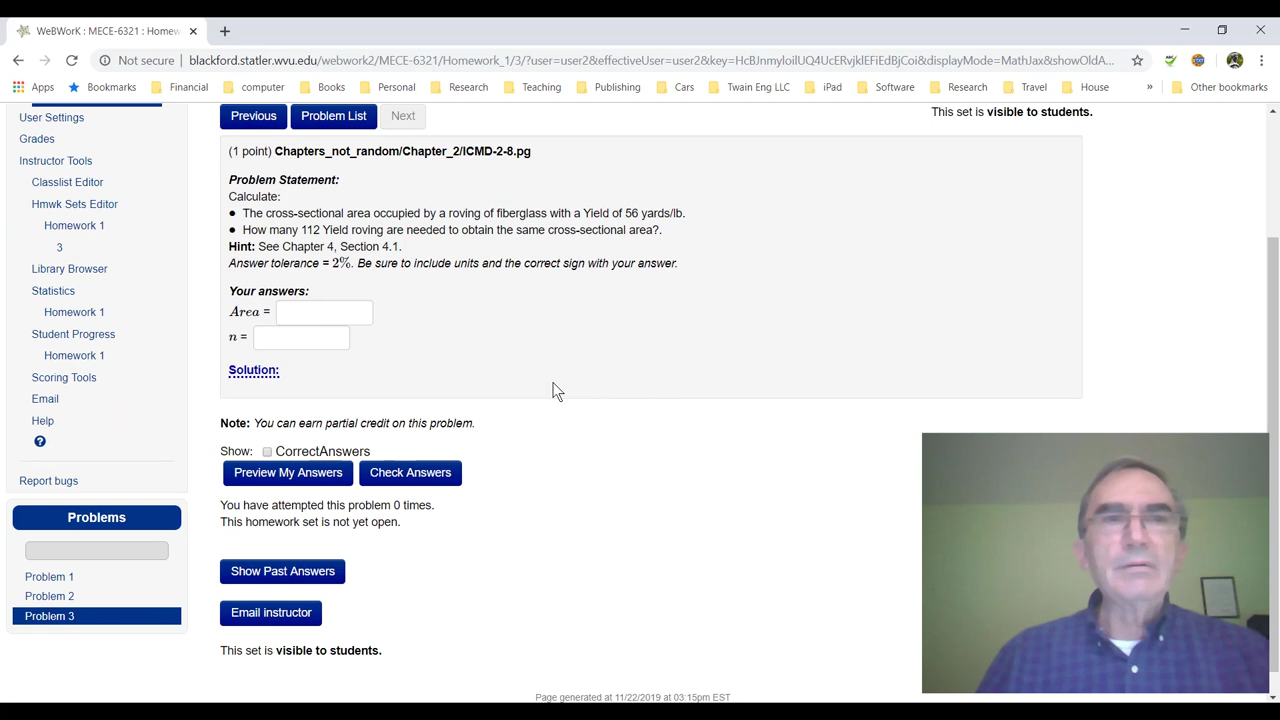 WeBWorK : MECE-6321 : Homew
Not secure | blackford.statler.wvu.edu/webwork2/MECE-6321/Homework_1/3/?user=user2&effectiveUser=user2&key=HcBJnmyloilUQ4UcERvjklEFiEdBjCoi&displayMode=MathJax&showOldA...
Apps Bookmarks Financial computer Books Personal Research Teaching Publishing Cars Twain Eng LLC iPad Software Research Travel House » Other bookmarks
User Settings
Grades
Instructor Tools
Classlist Editor
Hmwk Sets Editor
Homework 1
3
Library Browser
Statistics
Homework 1
Student Progress
Homework 1
Scoring Tools
Email
Help
?
Report bugs
Problems
Problem 1
Problem 2
Problem 3
Previous Problem List Next
This set is visible to students.
(1 point) Chapters_not_random/Chapter_2/ICMD-2-8.pg
Problem Statement:
Calculate:
● The cross-sectional area occupied by a roving of fiberglass with a Yield of 56 yards/lb.
● How many 112 Yield roving are needed to obtain the same cross-sectional area?.
Hint: See Chapter 4, Section 4.1.
Answer tolerance = 2%. Be sure to include units and the correct sign with your answer.
Your answers:
Area =
n =
Solution:
Note: You can earn partial credit on this problem.
Show: CorrectAnswers
Preview My Answers Check Answers
You have attempted this problem 0 times.
This homework set is not yet open.
Show Past Answers
Email instructor
This set is visible to students.
Page generated at 11/22/2019 at 03:15pm EST